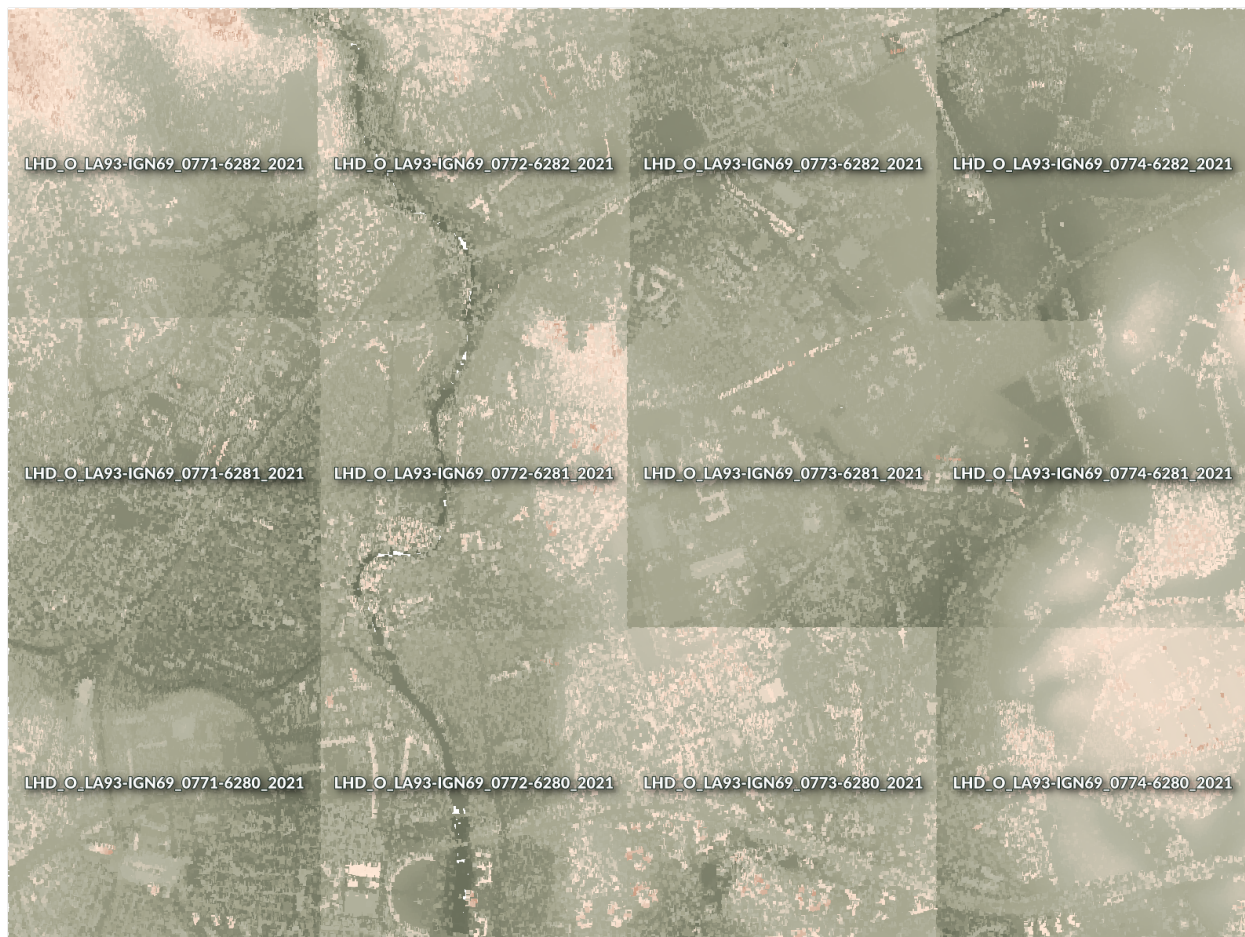 LHD_O_LA93-IGN69_0771-6282_2021
LHD_O_LA93-IGN69_0772-6282_2021
LHD_O_LA93-IGN69_0773-6282_2021
LHD_O_LA93-IGN69_0774-6282_2021
LHD_O_LA93-IGN69_0771-6281_2021
LHD_O_LA93-IGN69_0772-6281_2021
LHD_O_LA93-IGN69_0773-6281_2021
LHD_O_LA93-IGN69_0774-6281_2021
LHD_O_LA93-IGN69_0771-6280_2021
LHD_O_LA93-IGN69_0772-6280_2021
LHD_O_LA93-IGN69_0773-6280_2021
LHD_O_LA93-IGN69_0774-6280_2021